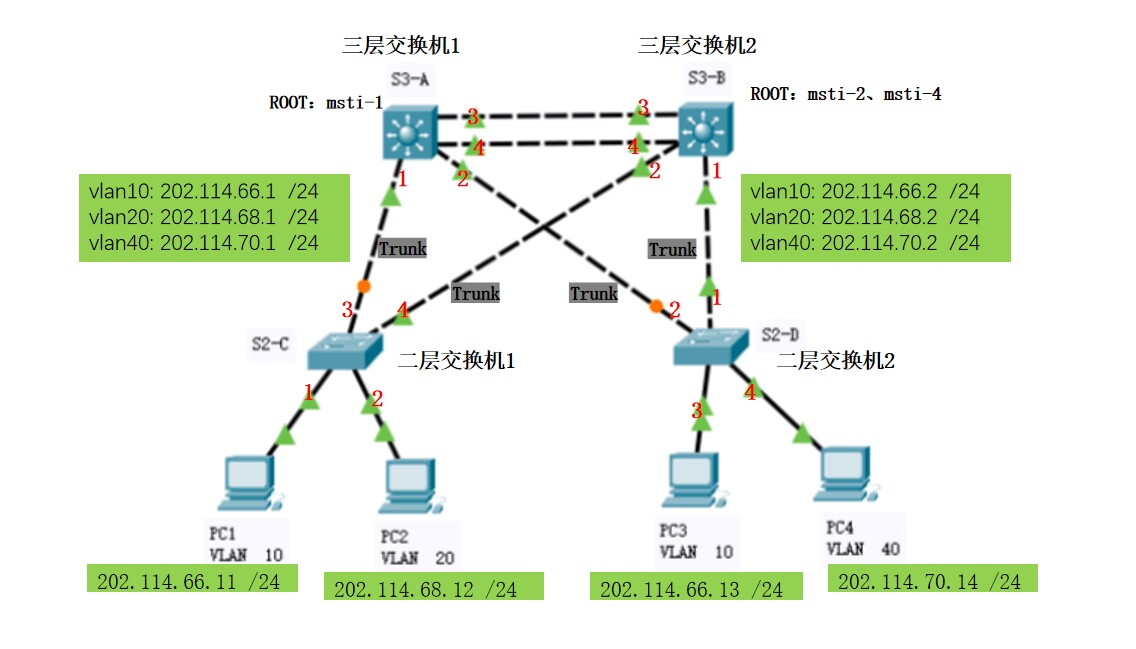 三层交换机1
三层交换机2
S3-A
S3-B
ROOT: msti-1
ROOT: msti-2、msti-4
3
3
4
4
1
2
2
1
vlan10: 202.114.66.1 /24
vlan20: 202.114.68.1 /24
vlan40: 202.114.70.1 /24
vlan10: 202.114.66.2 /24
vlan20: 202.114.68.2 /24
vlan40: 202.114.70.2 /24
Trunk
Trunk
Trunk
Trunk
3
4
2
1
S2-C
二层交换机1
S2-D
二层交换机2
1
2
3
4
PC1
VLAN 10
PC2
VLAN 20
PC3
VLAN 10
PC4
VLAN 40
202.114.66.11 /24
202.114.68.12 /24
202.114.66.13 /24
202.114.70.14 /24